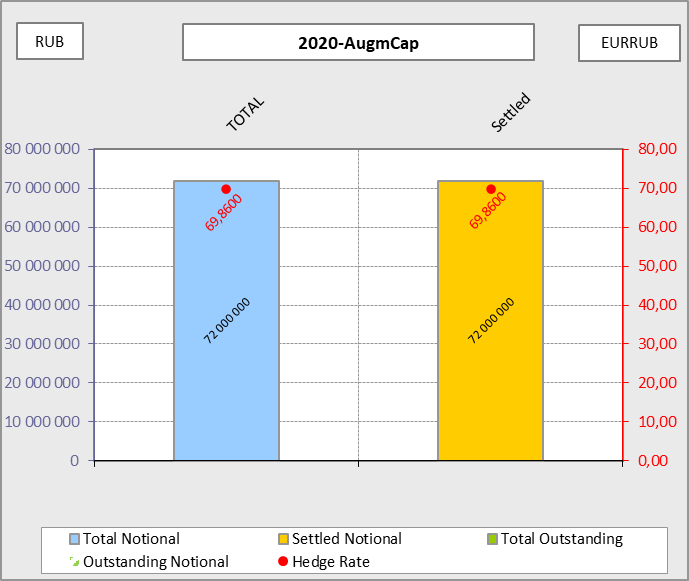 RUB
2020-AugmCap
EURRUB
TOTAL
Settled
80 000 000
70 000 000
60 000 000
50 000 000
40 000 000
30 000 000
20 000 000
10 000 000
0
69,8600
72 000 000
69,8600
72 000 000
80,00
70,00
60,00
50,00
40,00
30,00
20,00
10,00
0,00
Total Notional
Settled Notional
Total Outstanding
Outstanding Notional
Hedge Rate